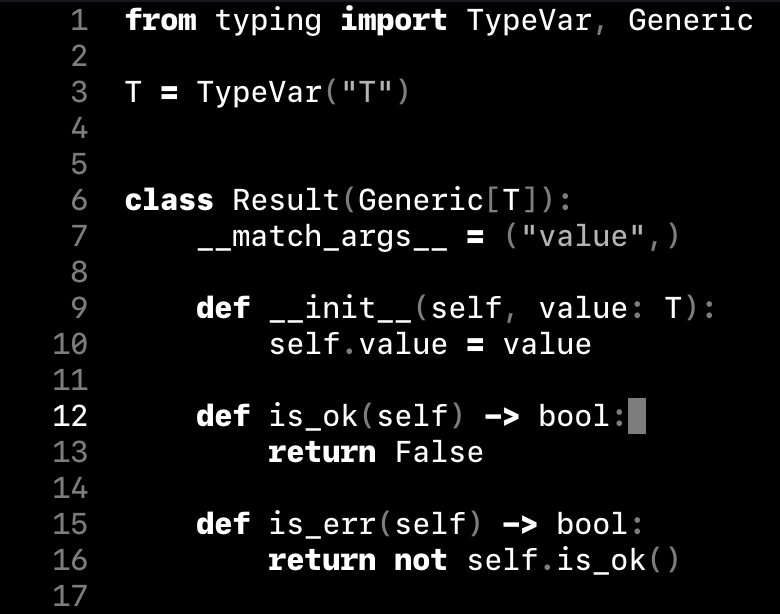 1 from typing import TypeVar, Generic
2
3 T = TypeVar("T")
4
5
6 class Result(Generic[T]):
7     __match_args__ = ("value",)
8
9     def __init__(self, value: T):
10         self.value = value
11
12     def is_ok(self) -> bool:
13         return False
14
15     def is_err(self) -> bool:
16         return not self.is_ok()
17